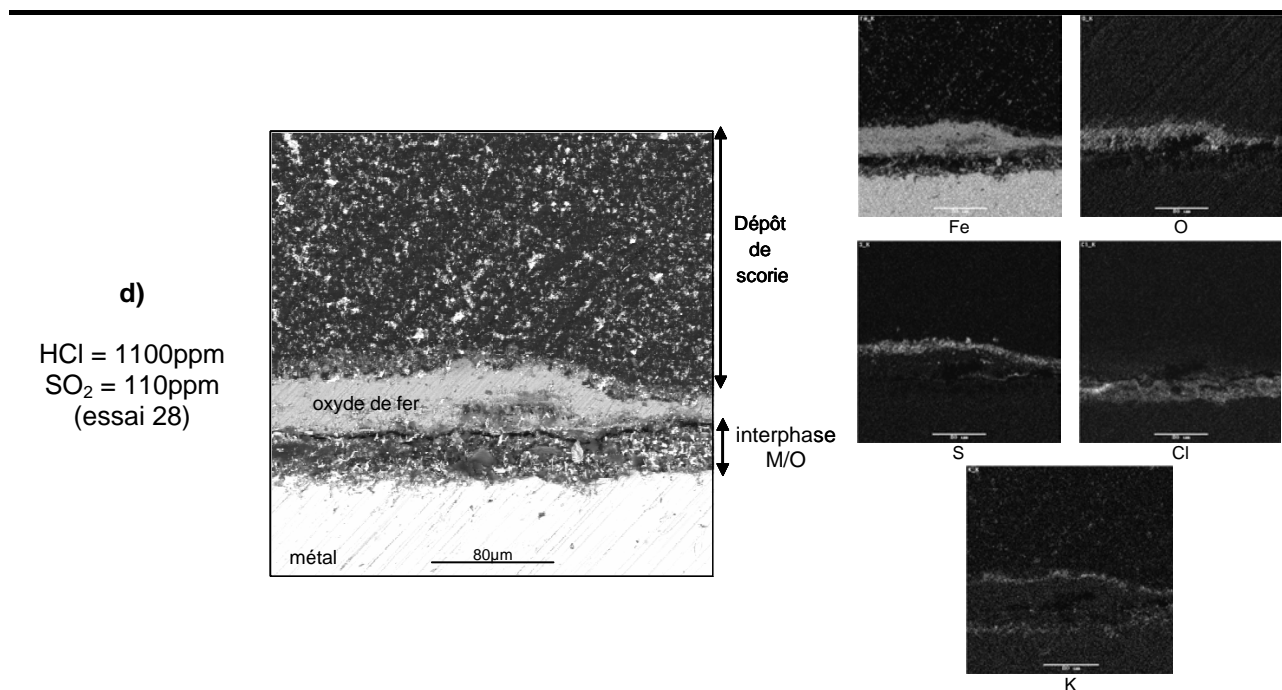 d)
HCl = 1100ppm
SO₂ = 110ppm
(essai 28)
oxyde de fer
métal
80µm
Dépôt
de
scorie
interphase
M/O
Fe
O
S
Cl
K